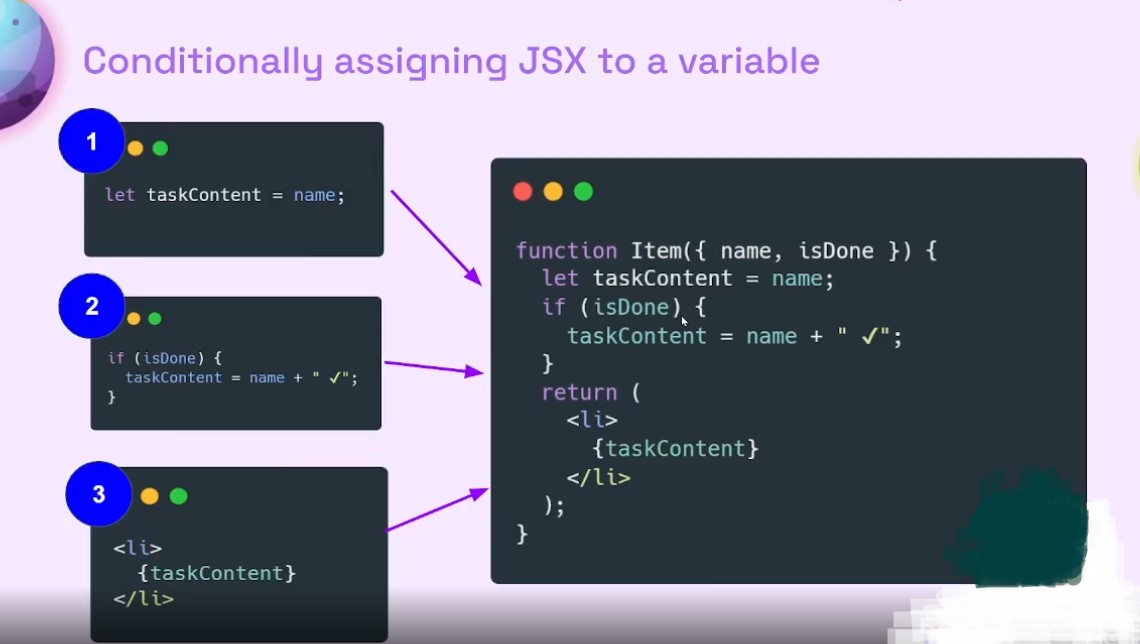 Conditionally assigning JSX to a variable
1
let taskContent = name;
2
if (isDone) {
taskContent = name + " ✓";
}
3
<li>
{taskContent}
</li>
function Item({ name, isDone }) {
let taskContent = name;
if (isDone) {
taskContent = name + " ✓";
}
return (
<li>
{taskContent}
</li>
);
}